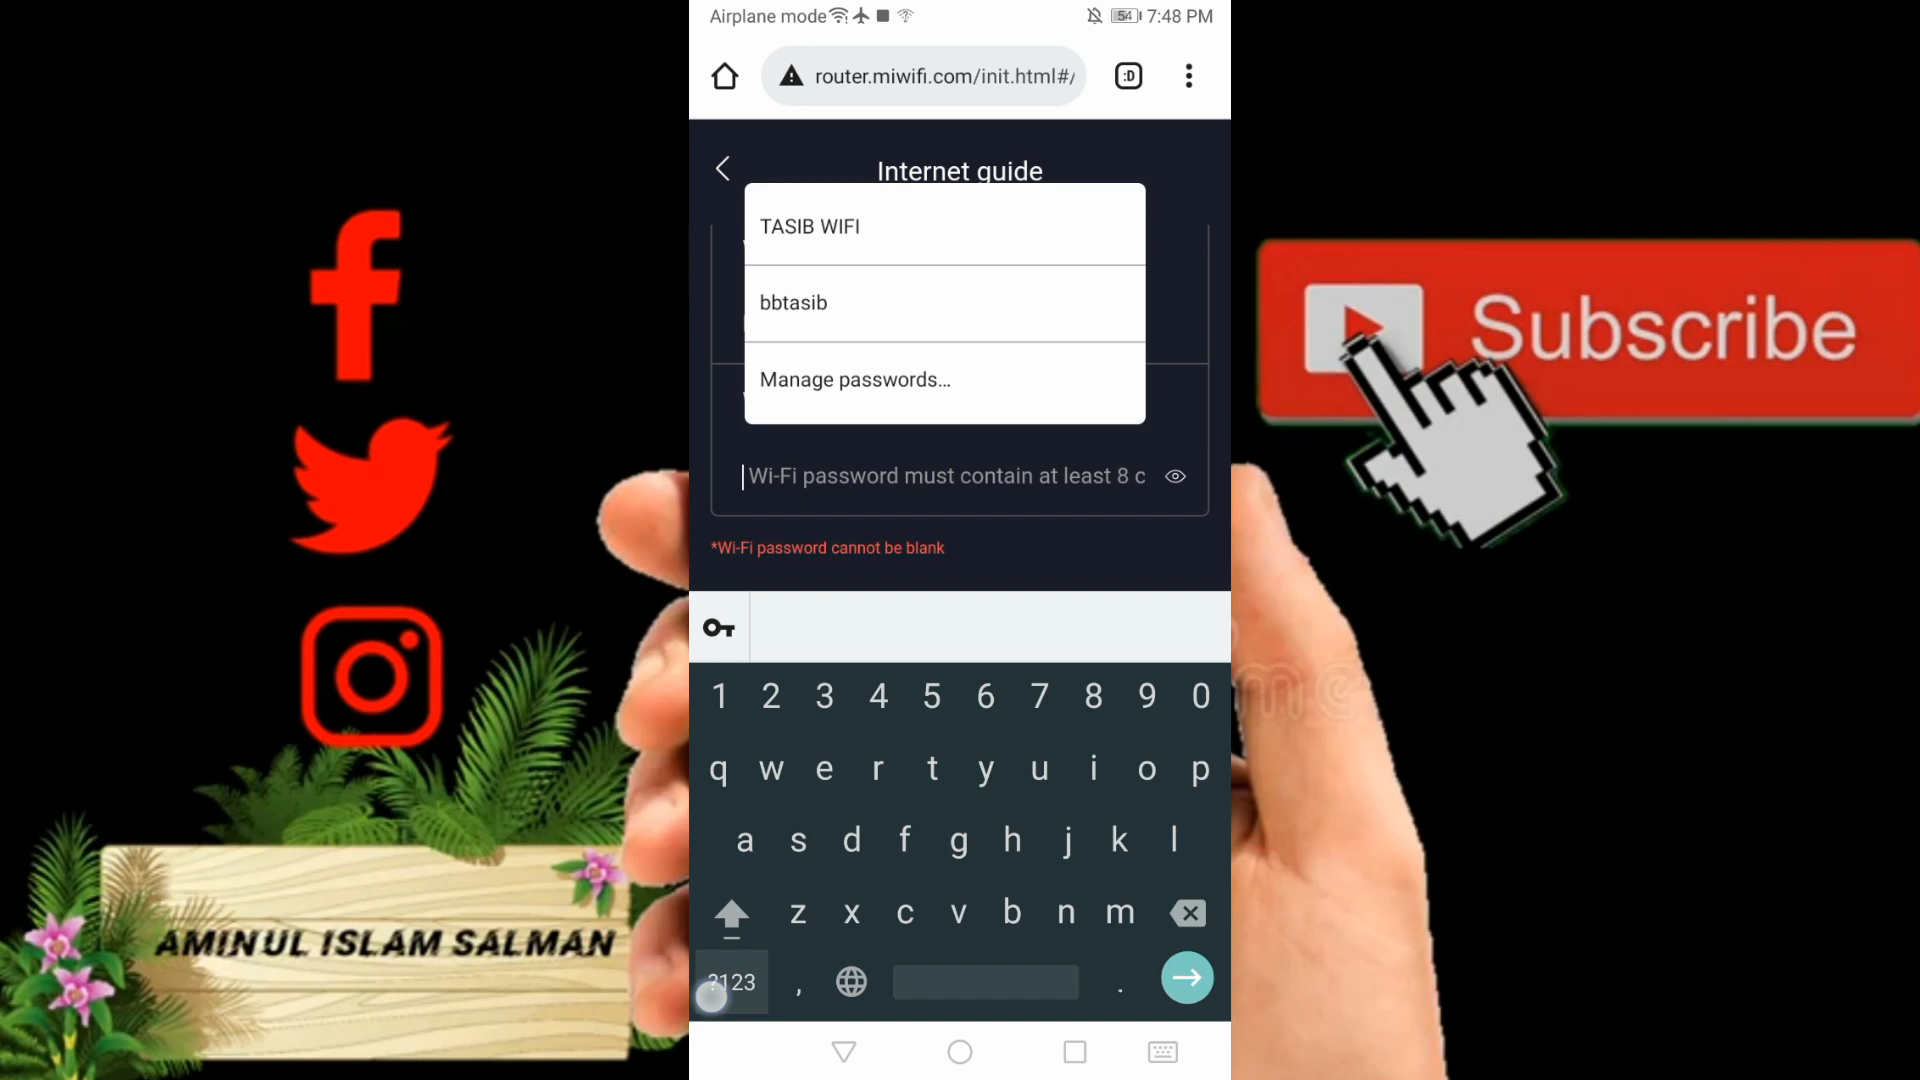 Airplane mode 54 7:48 PM
router.miwifi.com/init.html#/
:D
Internet guide
TASIB WIFI
bbtasib
Manage passwords...
Wi-Fi password must contain at least 8 c
*Wi-Fi password cannot be blank
Subscribe
1 2 3 4 5 6 7 8 9 0
q w e r t y u i o p
a s d f g h j k l
z x c v b n m
?123 , .
AMINUL ISLAM SALMAN